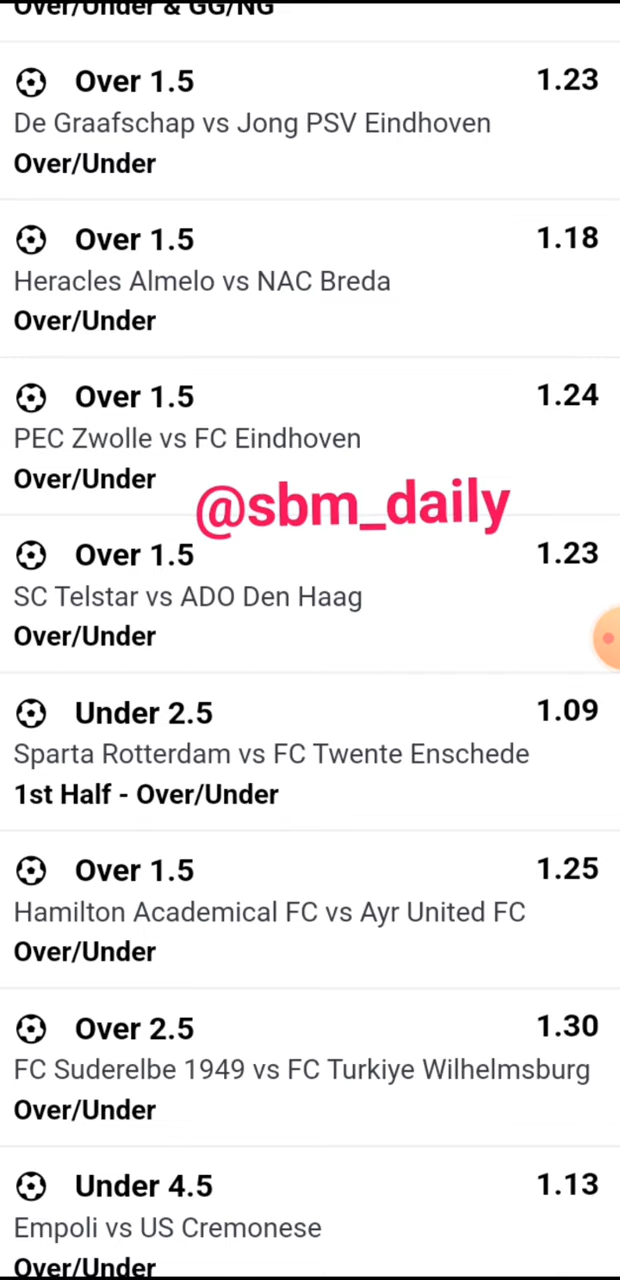 Over/Under & GG/NG
Over 1.5 1.23
De Graafschap vs Jong PSV Eindhoven
Over/Under
Over 1.5 1.18
Heracles Almelo vs NAC Breda
Over/Under
Over 1.5 1.24
PEC Zwolle vs FC Eindhoven
Over/Under
@sbm_daily
Over 1.5 1.23
SC Telstar vs ADO Den Haag
Over/Under
Under 2.5 1.09
Sparta Rotterdam vs FC Twente Enschede
1st Half - Over/Under
Over 1.5 1.25
Hamilton Academical FC vs Ayr United FC
Over/Under
Over 2.5 1.30
FC Suderelbe 1949 vs FC Turkiye Wilhelmsburg
Over/Under
Under 4.5 1.13
Empoli vs US Cremonese
Over/Under